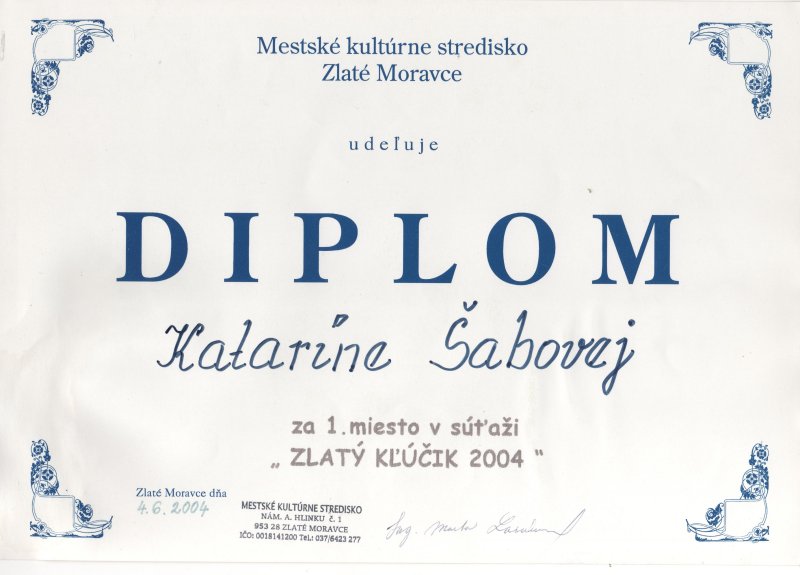 Mestské kultúrne stredisko
Zlaté Moravce
udeľuje
DIPLOM
Kataríne Šabovej
za 1.miesto v súťaži
„ ZLATÝ KĽÚČIK 2004 “
Zlaté Moravce dňa
4.6.2004
MESTSKÉ KULTÚRNE STREDISKO
NÁM. A. HLINKU č. 1
953 28 ZLATÉ MORAVCE
IČO: 0018141200 Tel.: 037/6423 277
Ing. Marta